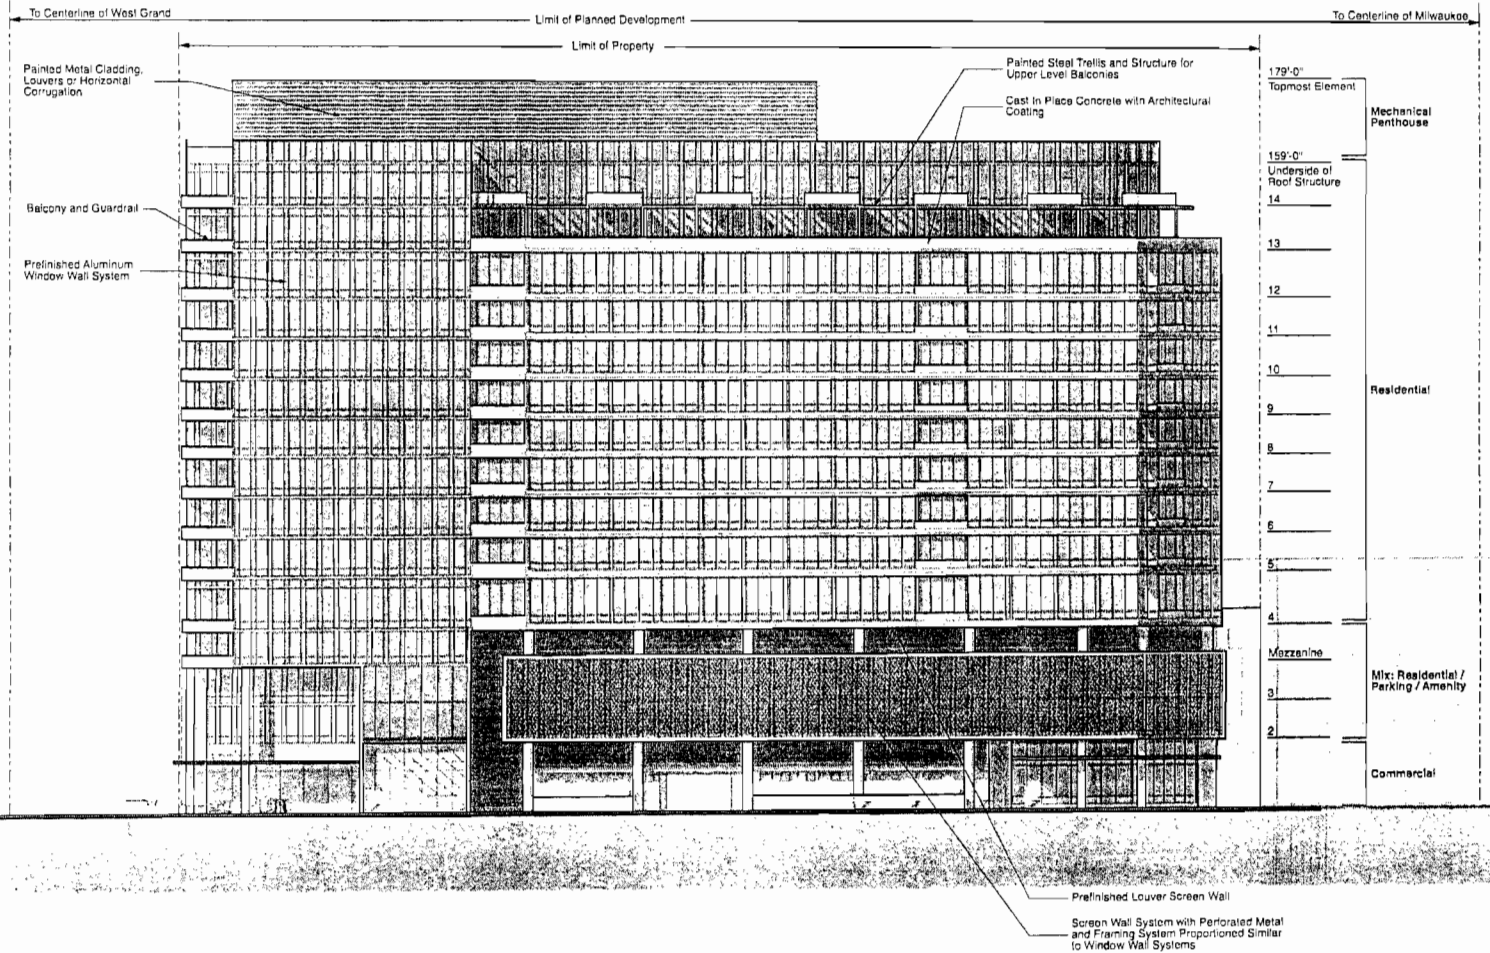 To Centerline of West Grand
Limit of Planned Development
To Centerline of Milwaukee
Limit of Property
Painted Metal Cladding,
Louvers or Horizontal
Corrugation
Painted Steel Trellis and Structure for
Upper Level Balconies
Cast In Place Concrete with Architectural
Coating
179'-0"
Topmost Element
Mechanical
Penthouse
159'-0"
Underside of
Roof Structure
14
Balcony and Guardrail
13
Prefinished Aluminum
Window Wall System
12
11
10
Residential
9
8
7
6
5
4
Mezzanine
Mix: Residential /
Parking / Amenity
3
2
Commercial
Prefinished Louver Screen Wall
Screen Wall System with Perforated Metal
and Framing System Proportioned Similar
to Window Wall Systems